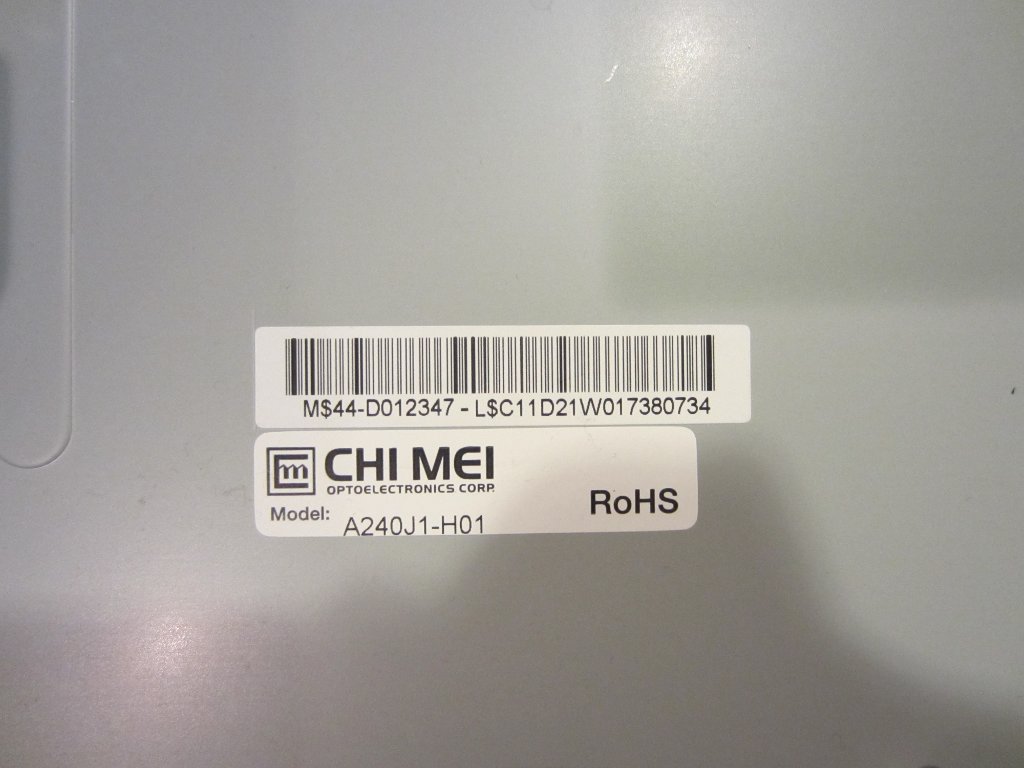 M$44-D012347 - L$C11D21W017380734
m CHI MEI
OPTOELECTRONICS CORP.
RoHS
Model: A240J1-H01